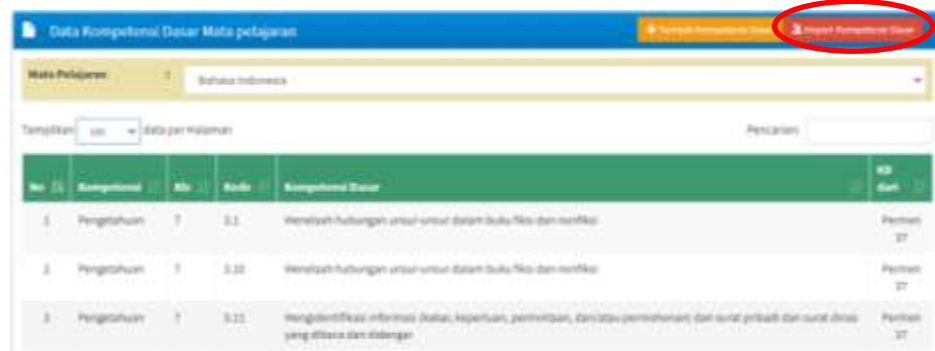 Data Kompetensi Dasar Mata pelajaran
Tambah Kompetensi Dasar
Import Kompetensi Dasar
Mata Pelajaran :
Bahasa Indonesia
Tampilkan 100 data per Halaman
Pencarian:
No Kompetensi Kls Kode Kompetensi Dasar KD dari
1 Pengetahuan 7 3.1 Menelaah hubungan unsur-unsur dalam buku fiksi dan nonfiksi Permen 37
2 Pengetahuan 7 3.10 Menelaah hubungan unsur-unsur dalam buku fiksi dan nonfiksi Permen 37
3 Pengetahuan 7 3.11 Mengidentifikasi informasi (kabar, keperluan, permintaan, dan/atau permohonan) dari surat pribadi dan surat dinas Permen 37
yang dibaca dan didengar